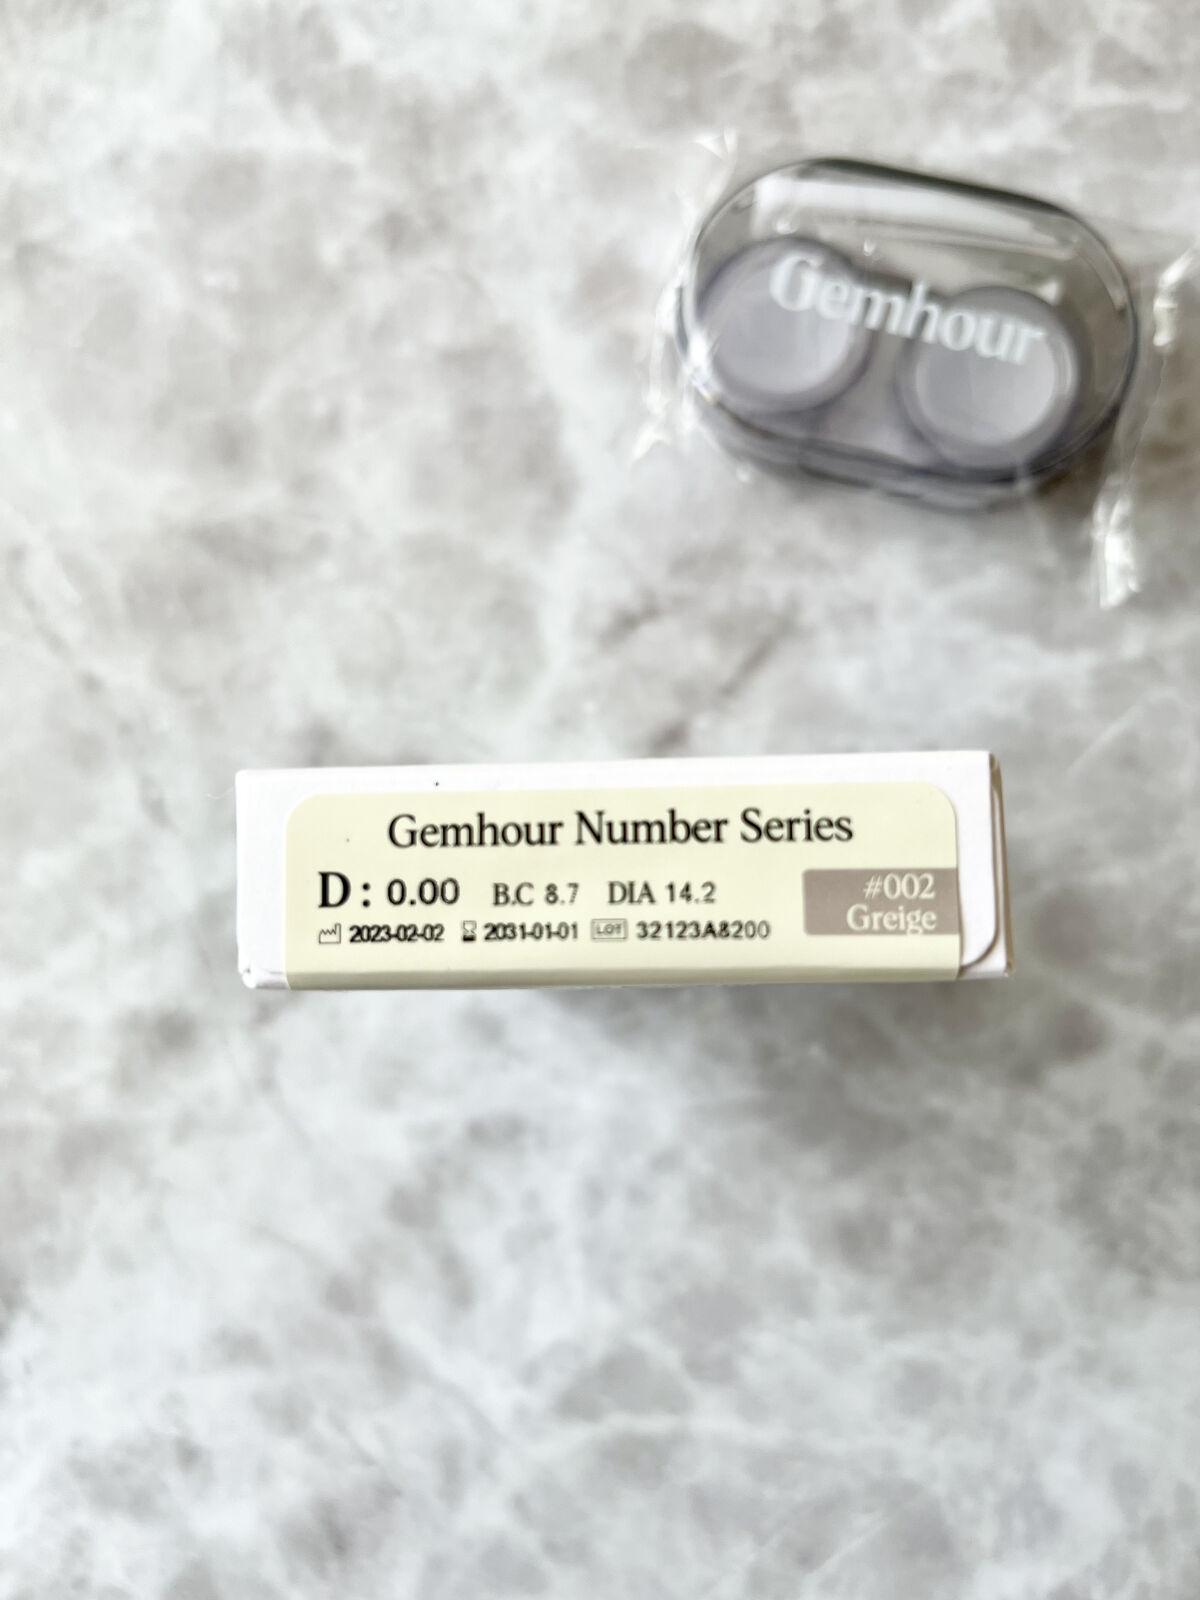 Gemhour
Gemhour Number Series
D: 0.00 B.C 8.7 DIA 14.2
#002
Greige
2023-02-02 2031-01-01 LOT 32123A8200